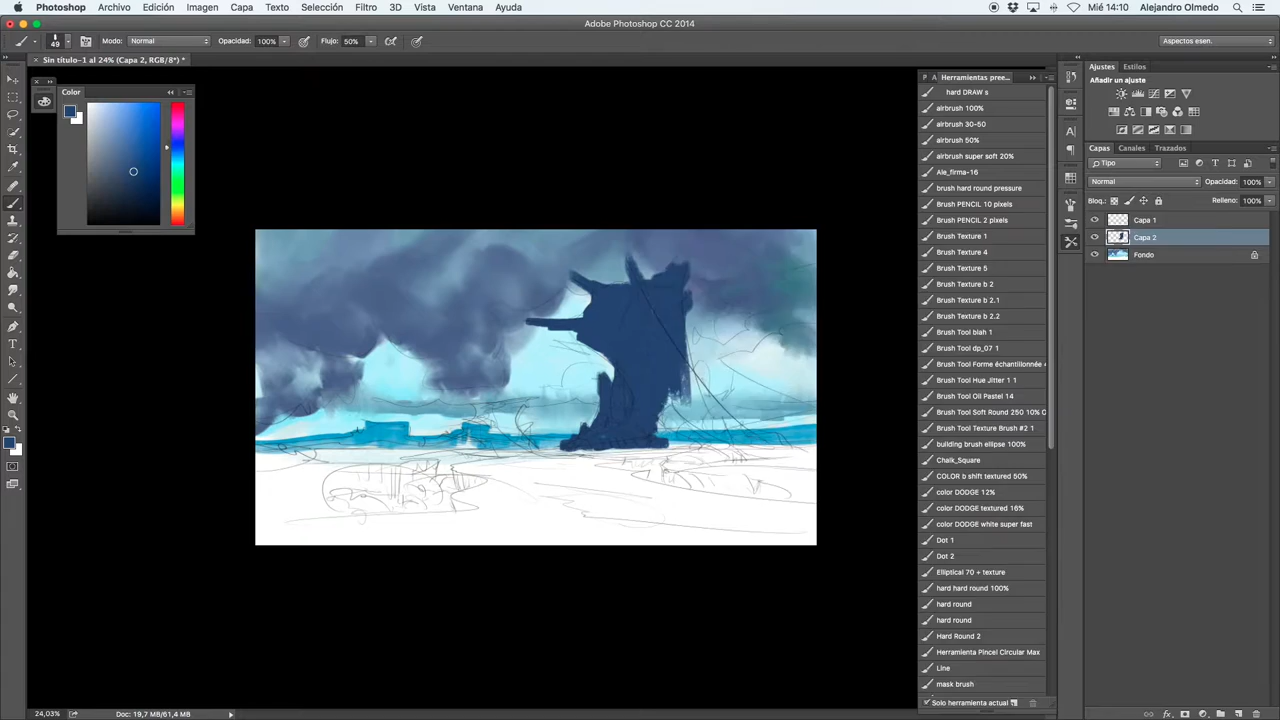 Photoshop Archivo Edición Imagen Capa Texto Selección Filtro 3D Vista Ventana Ayuda Mié 14:10 Alejandro Olmedo
Adobe Photoshop CC 2014
49 Modo: Normal Opacidad: 100% Flujo: 50% Aspectos esen.
Sin título-1 al 24% (Capa 2, RGB/8*) *
Color
P A Herramientas pree...
hard DRAW s
airbrush 100%
airbrush 30-50
airbrush 50%
airbrush super soft 20%
Ale_firma-16
brush hard round pressure
Brush PENCIL 10 pixels
Brush PENCIL 2 pixels
Brush Texture 1
Brush Texture 4
Brush Texture 5
Brush Texture b 2
Brush Texture b 2.1
Brush Texture b 2.2
Brush Tool blah 1
Brush Tool dp_07 1
Brush Tool Forme échantillonnée
Brush Tool Hue Jitter 1 1
Brush Tool Oil Pastel 14
Brush Tool Soft Round 250 10%
Brush Tool Texture Brush #2 1
building brush ellipse 100%
Chalk_Square
COLOR b shift textured 50%
color DODGE 12%
color DODGE textured 16%
color DODGE white super fast
Dot 1
Dot 2
Elliptical 70 + texture
hard hard round 100%
hard round
hard round
Hard Round 2
Herramienta Pincel Circular Max
Line
mask brush
Solo herramienta actual
Ajustes Estilos
Añadir un ajuste
Capas Canales Trazados
Tipo
Normal Opacidad: 100%
Bloq.: Relleno: 100%
Capa 1
Capa 2
Fondo
24,03% Doc: 19,7 MB/61,4 MB